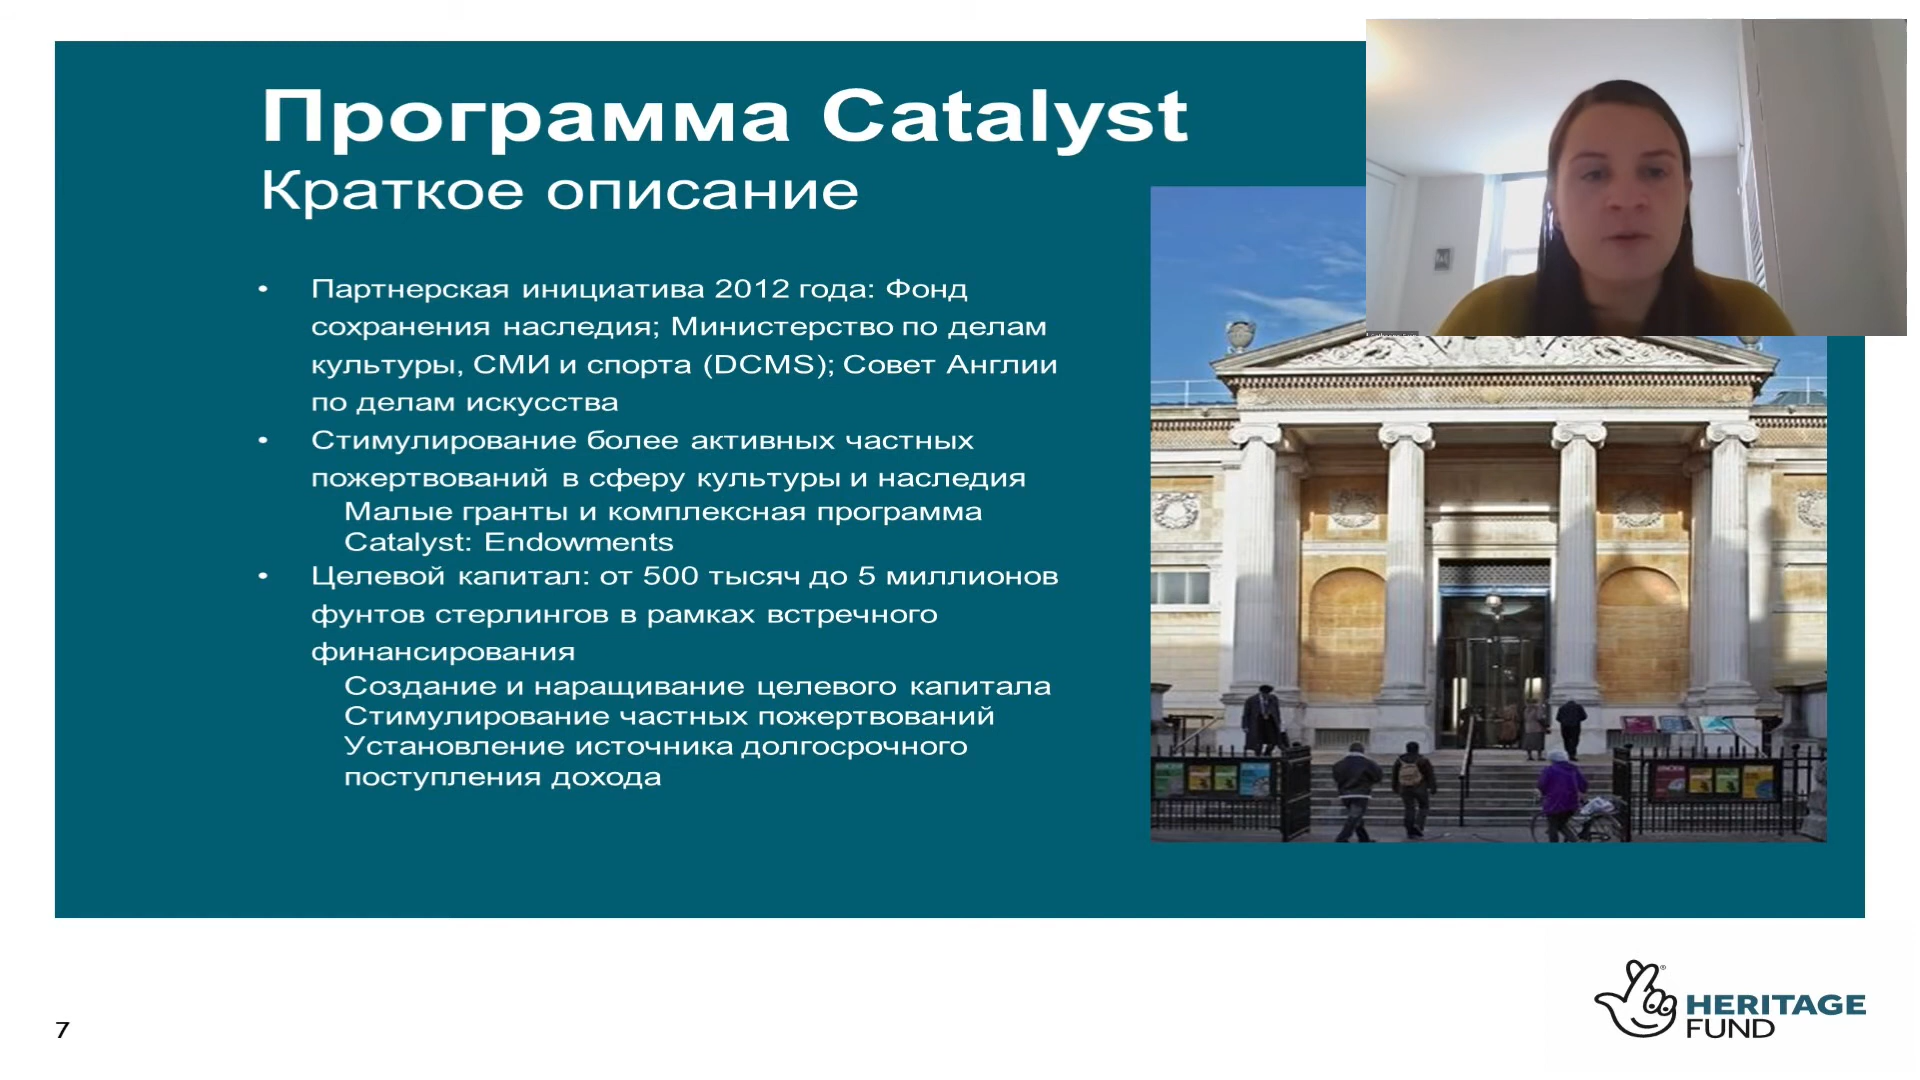 Программа Catalyst
Краткое описание
• Партнерская инициатива 2012 года: Фонд
сохранения наследия; Министерство по делам
культуры, СМИ и спорта (DCMS); Совет Англии
по делам искусства
• Стимулирование более активных частных
пожертвований в сферу культуры и наследия
Малые гранты и комплексная программа
Catalyst: Endowments
• Целевой капитал: от 500 тысяч до 5 миллионов
фунтов стерлингов в рамках встречного
финансирования
Создание и наращивание целевого капитала
Стимулирование частных пожертвований
Установление источника долгосрочного
поступления дохода
HERITAGE
FUND
7